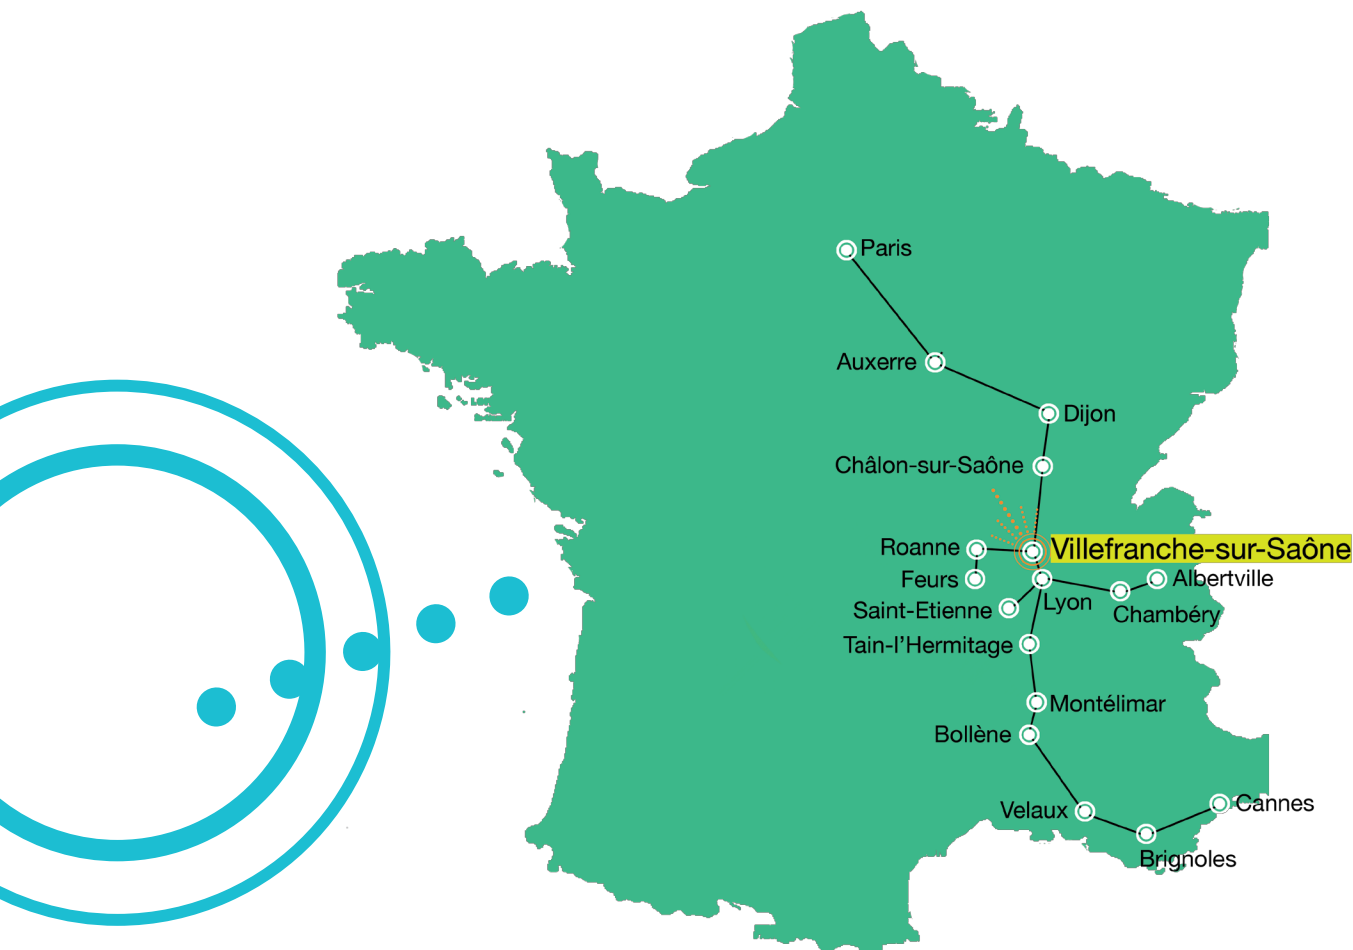 Paris
Auxerre
Dijon
Châlon-sur-Saône
Roanne
Villefranche-sur-Saône
Feurs
Albertville
Saint-Etienne
Lyon
Chambéry
Tain-l'Hermitage
Montélimar
Bollène
Velaux
Cannes
Brignoles